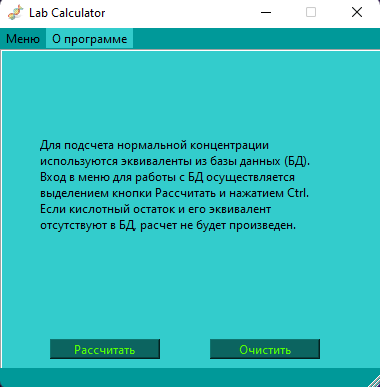 Lab Calculator
Меню О программе
Для подсчета нормальной концентрации
используются эквиваленты из базы данных (БД).
Вход в меню для работы с БД осуществляется
выделением кнопки Рассчитать и нажатием Ctrl.
Если кислотный остаток и его эквивалент
отсутствуют в БД, расчет не будет произведен.
Рассчитать Очистить